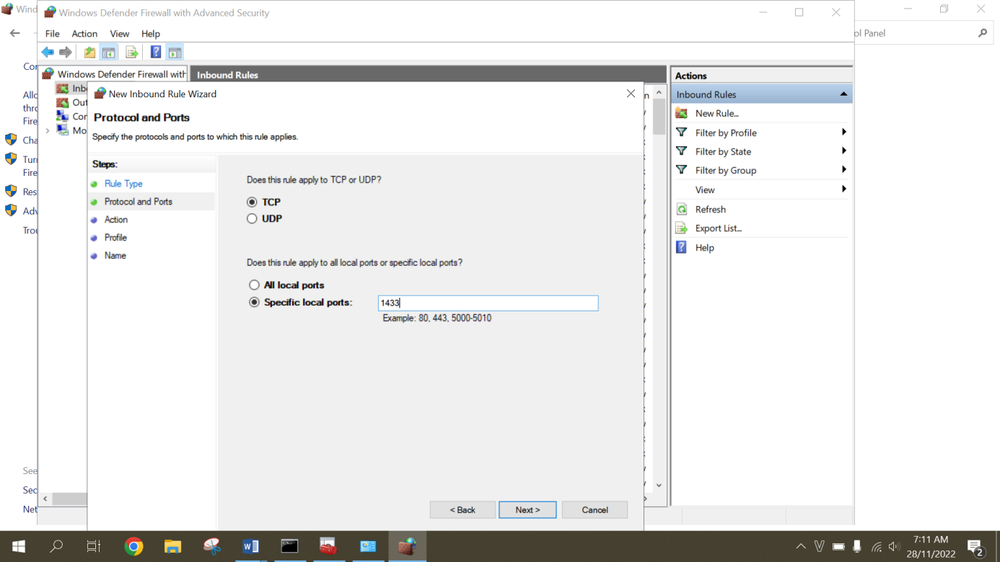 Wind
Windows Defender Firewall with Advanced Security
File Action View Help
ol Panel
Windows Defender Firewall with
Inbound Rules
Actions
Inb
Out
Con
Mo
Inbound Rules
New Rule...
Filter by Profile
Filter by State
Filter by Group
View
Refresh
Export List...
Help
New Inbound Rule Wizard
Protocol and Ports
Specify the protocols and ports to which this rule applies.
Steps:
Rule Type
Protocol and Ports
Action
Profile
Name
Does this rule apply to TCP or UDP?
TCP
UDP
Does this rule apply to all local ports or specific local ports?
All local ports
Specific local ports:
1433
Example: 80, 443, 5000-5010
< Back
Next >
Cancel
Con
Allo
thro
Fire
Cha
Turn
Fire
Res
Adv
Trou
See
Sec
Net
7:11 AM
28/11/2022
2